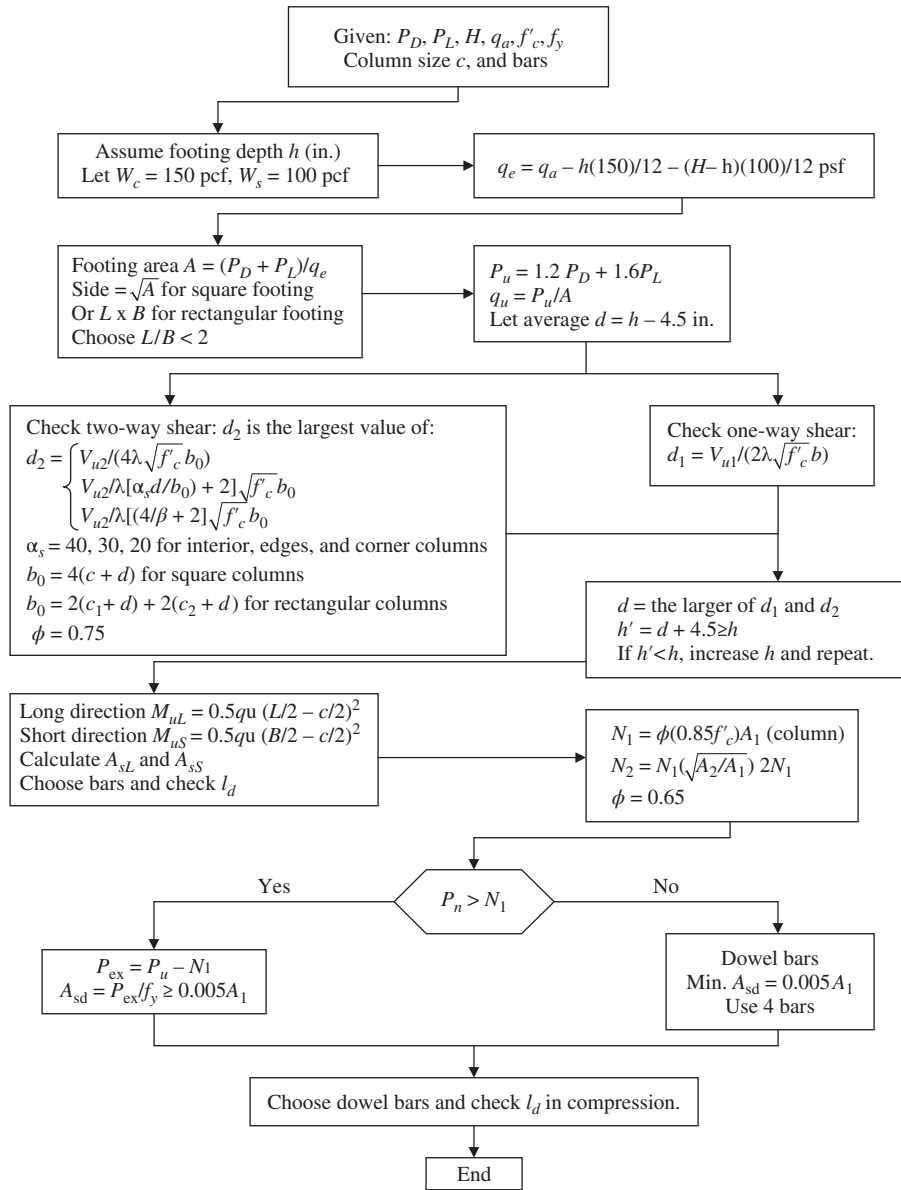 Given: P_D, P_L, H, q_a, f'_c, f_y
Column size c, and bars
Assume footing depth h (in.)
Let W_c = 150 pcf, W_s = 100 pcf
q_e = q_a – h(150)/12 – (H– h)(100)/12 psf
Footing area A = (P_D + P_L)/q_e
Side = √A for square footing
Or L x B for rectangular footing
Choose L/B < 2
P_u = 1.2 P_D + 1.6P_L
q_u = P_u/A
Let average d = h – 4.5 in.
Check two-way shear: d_2 is the largest value of:
d_2 = { V_u2/(4λ√f'_c b_0)
V_u2/λ[α_s d/b_0) + 2]√f'_c b_0
V_u2/λ[(4/β + 2]√f'_c b_0
α_s = 40, 30, 20 for interior, edges, and corner columns
b_0 = 4(c + d) for square columns
b_0 = 2(c_1+ d) + 2(c_2 + d) for rectangular columns
ϕ = 0.75
Check one-way shear:
d_1 = V_u1/(2λ√f'_c b)
d = the larger of d_1 and d_2
h' = d + 4.5≥h
If h'<h, increase h and repeat.
Long direction M_uL = 0.5qu (L/2 – c/2)^2
Short direction M_uS = 0.5qu (B/2 – c/2)^2
Calculate A_sL and A_sS
Choose bars and check l_d
N_1 = ϕ(0.85f'_c)A_1 (column)
N_2 = N_1(√A_2/A_1) 2N_1
ϕ = 0.65
P_n > N_1
Yes
No
P_ex = P_u – N1
A_sd = P_ex/f_y ≥ 0.005A_1
Dowel bars
Min. A_sd = 0.005A_1
Use 4 bars
Choose dowel bars and check l_d in compression.
End